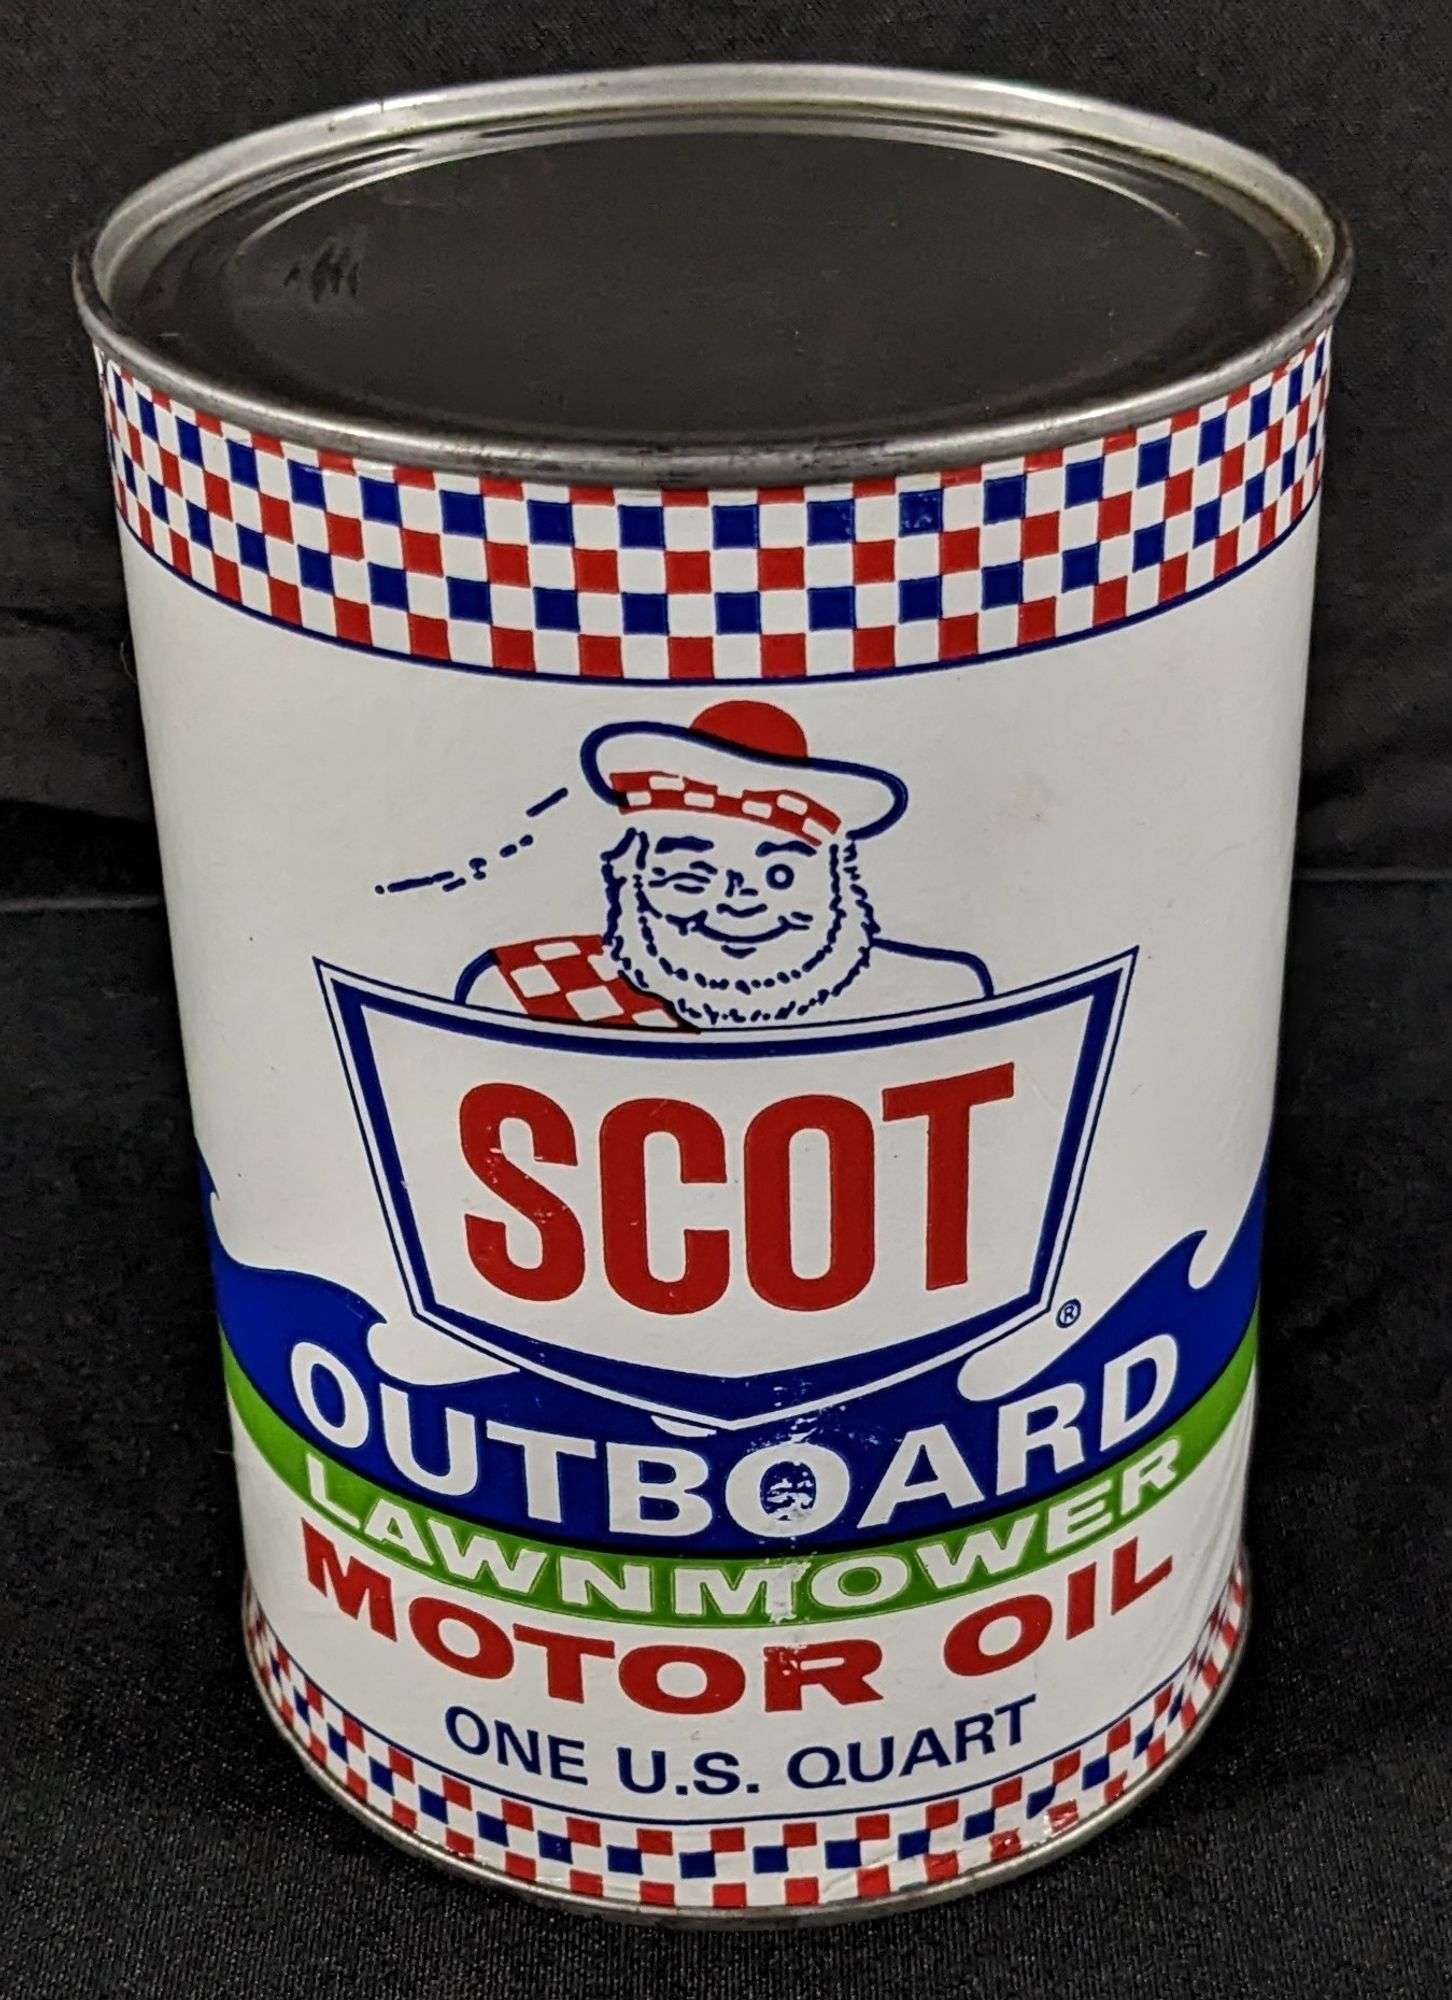 SCOT
®
OUTBOARD
LAWNMOWER
MOTOR OIL
ONE U.S. QUART